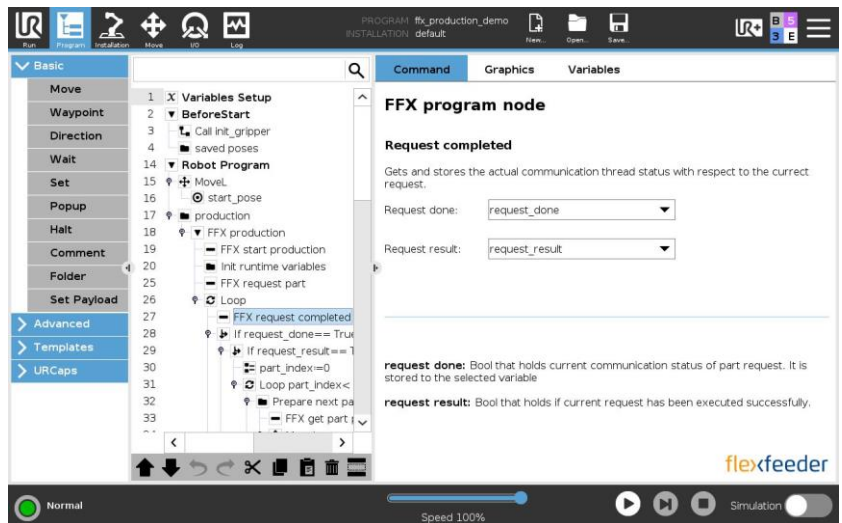 PROGRAM ffx_production_demo
INSTALLATION default
Run
Program
Installation
Move
I/O
Log
New...
Open...
Save...
UR+
B S
3 E
Basic
Move
Waypoint
Direction
Wait
Set
Popup
Halt
Comment
Folder
Set Payload
Advanced
Templates
URCaps
1 X Variables Setup
2 BeforeStart
3 Call init_gripper
4 saved poses
14 Robot Program
15 MoveL
16 start_pose
17 production
18 FFX production
19 FFX start production
20 Init runtime variables
25 FFX request part
26 Loop
27 FFX request completed
28 If request_done== True
29 If request_result== T
30 part_index:=0
31 Loop part_index<
32 Prepare next pa
33 FFX get part p
Command Graphics Variables
FFX program node
Request completed
Gets and stores the actual communication thread status with respect to the currect
request.
Request done: request_done
Request result: request_result
request done: Bool that holds current communication status of part request. It is
stored to the selected variable
request result: Bool that holds if current request has been executed successfully.
flexfeeder
Normal
Speed 100%
Simulation